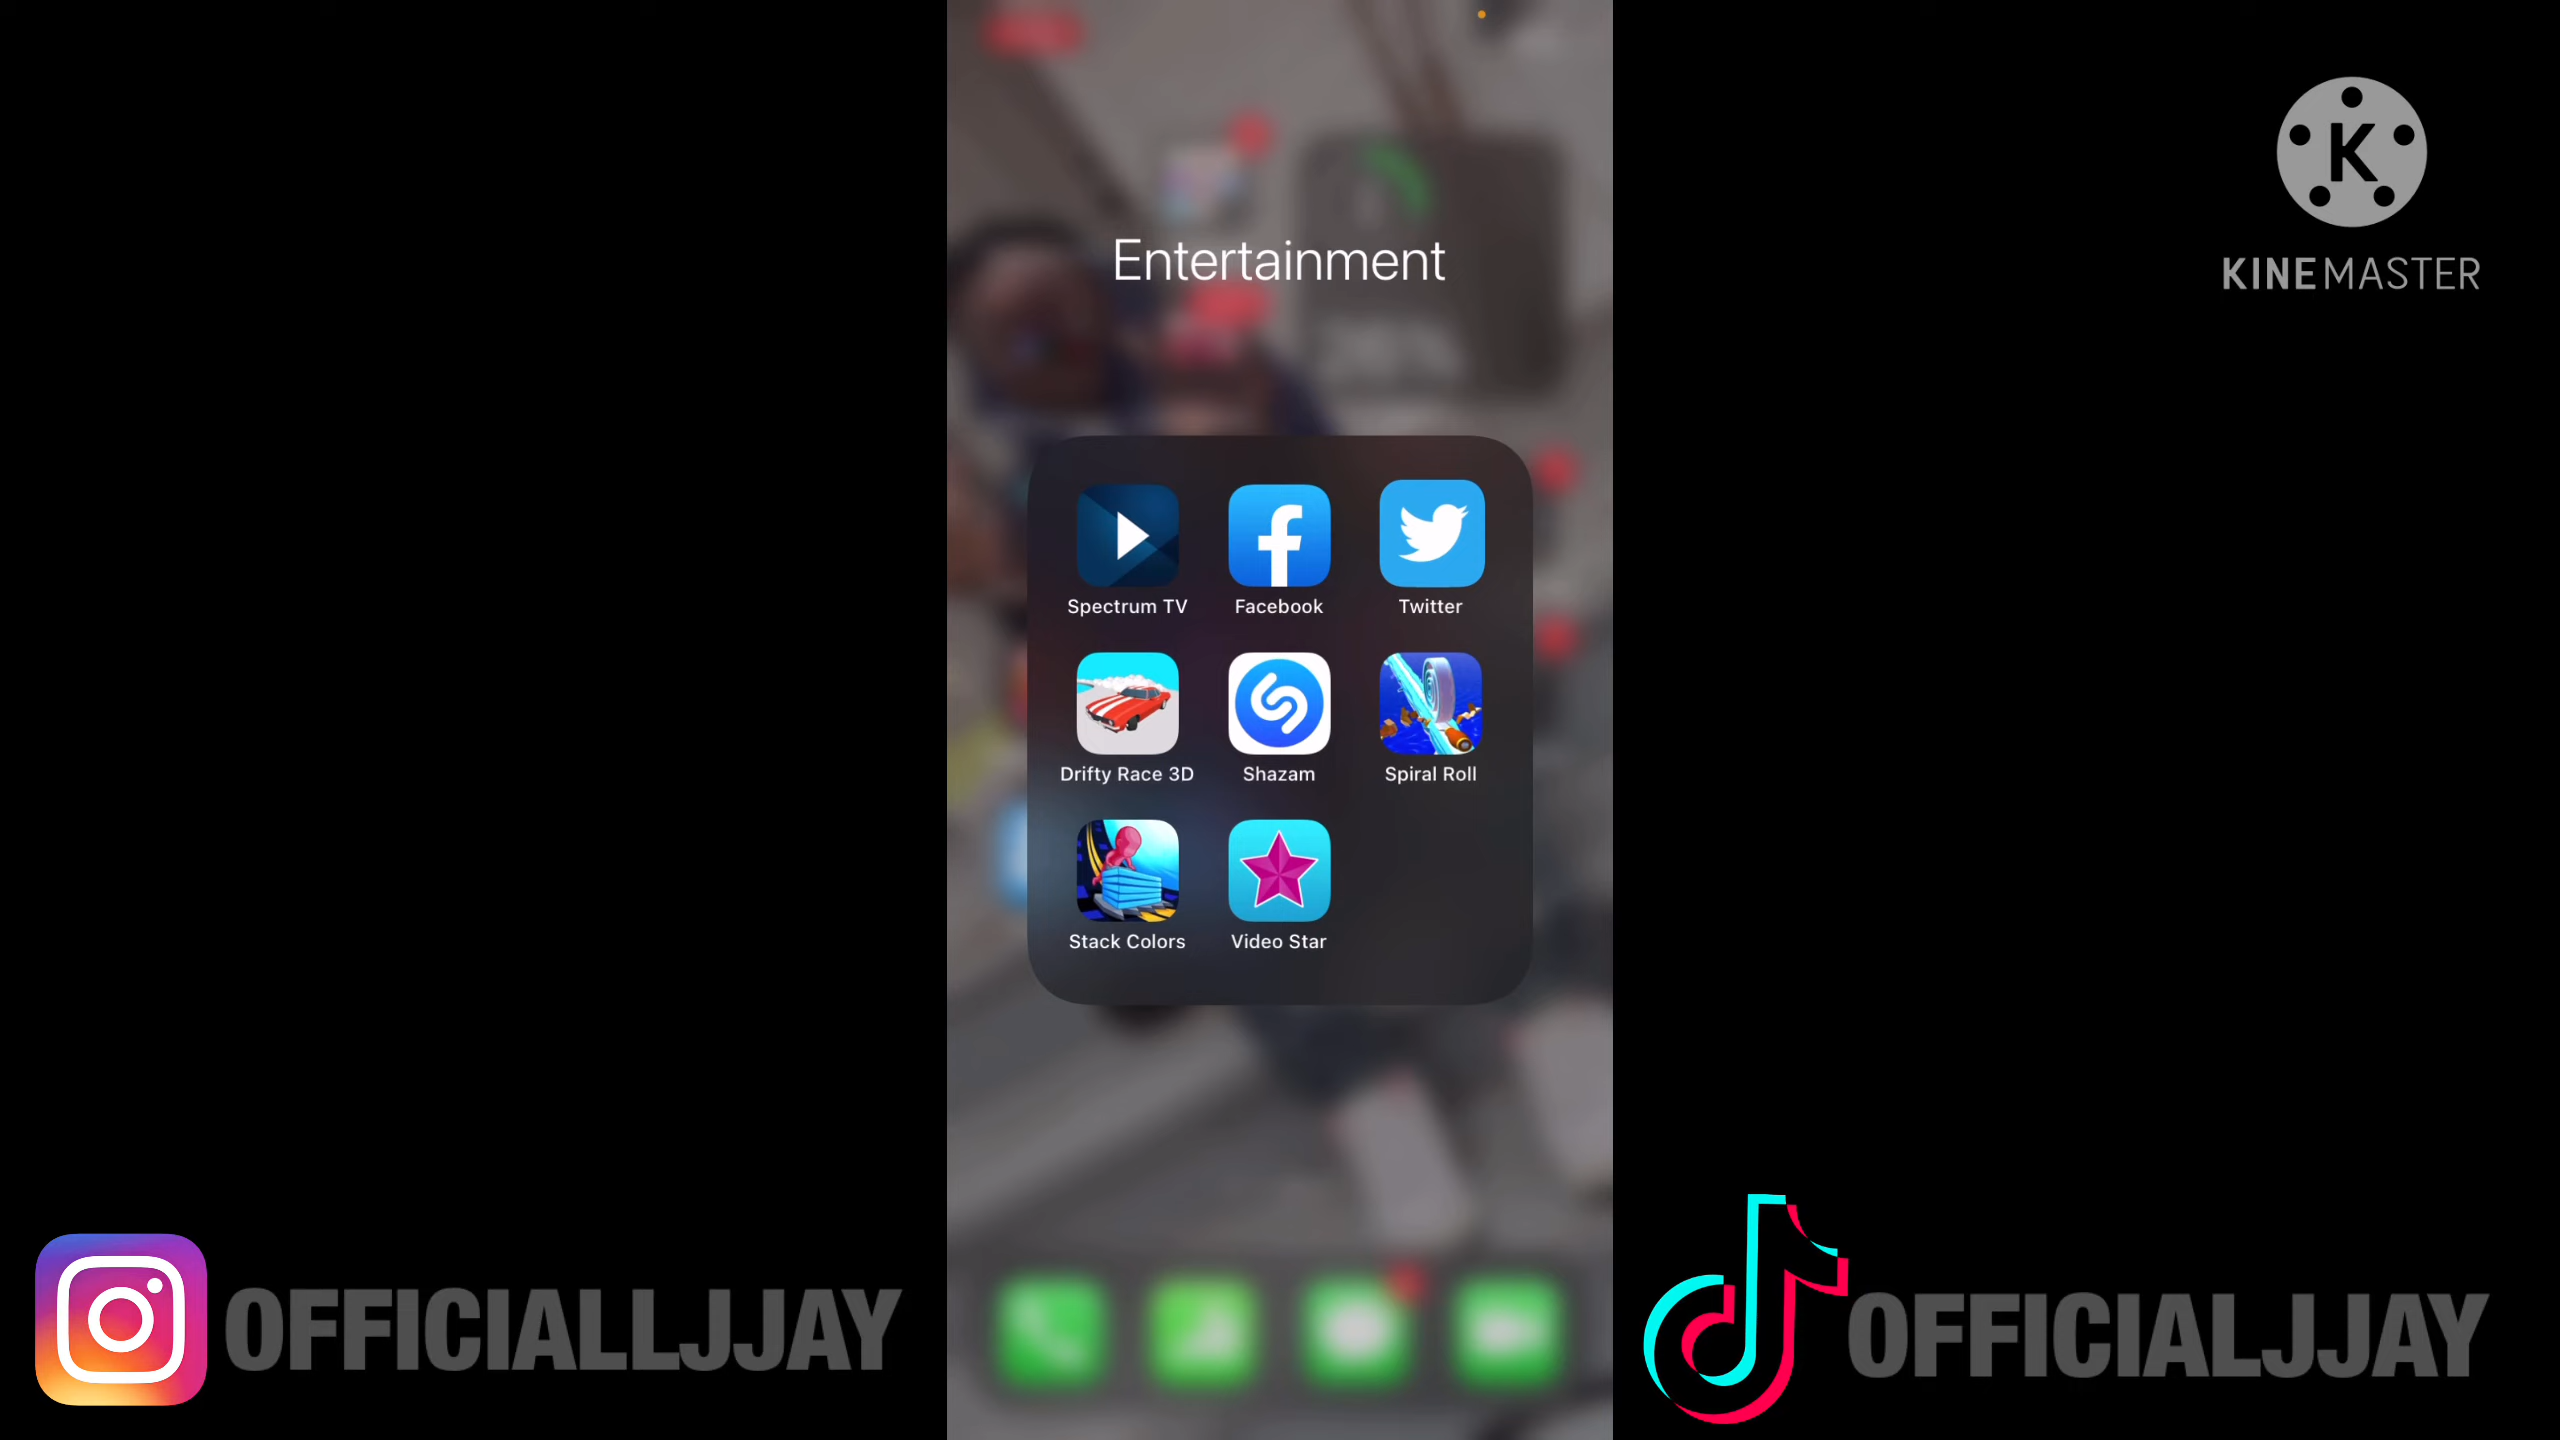 KINEMASTER
Entertainment
Spectrum TV
Facebook
Twitter
Drifty Race 3D
Shazam
Spiral Roll
Stack Colors
Video Star
OFFICIALLJJAY
OFFICIALJJAY